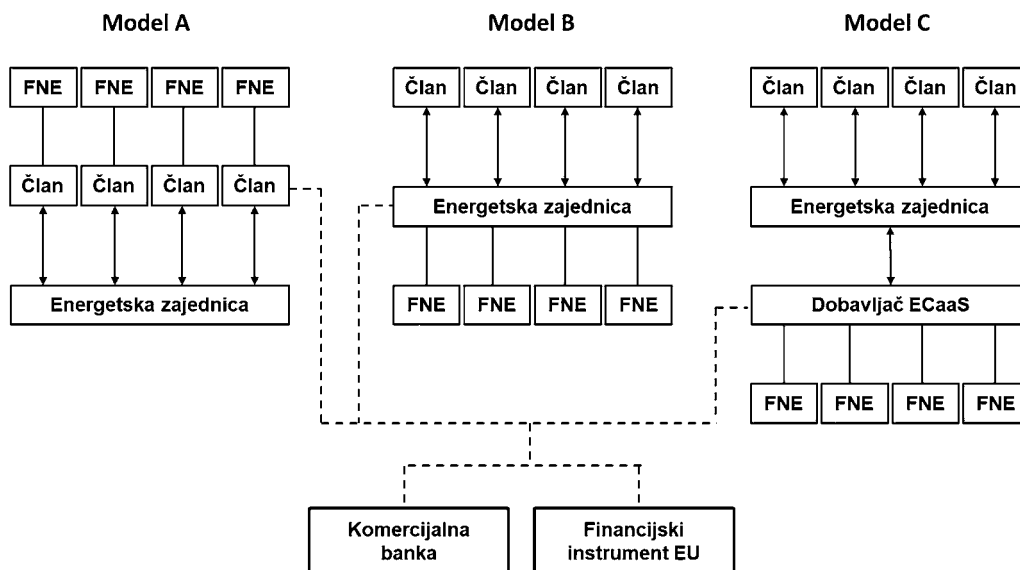 Model A
Model B
Model C
FNE FNE FNE FNE
Član Član Član Član
Energetska zajednica
Član Član Član Član
Energetska zajednica
FNE FNE FNE FNE
Član Član Član Član
Energetska zajednica
Dobavljač ECaaS
FNE FNE FNE FNE
Komercijalna
banka
Financijski
instrument EU